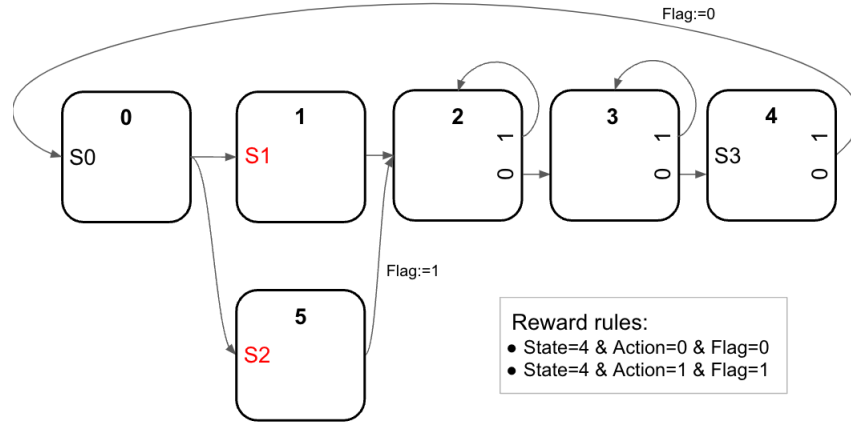 Flag:=0
0
1
2
3
4
S0
S1
1
0
1
0
S3
1
0
Flag:=1
5
S2
Reward rules:
● State=4 & Action=0 & Flag=0
● State=4 & Action=1 & Flag=1